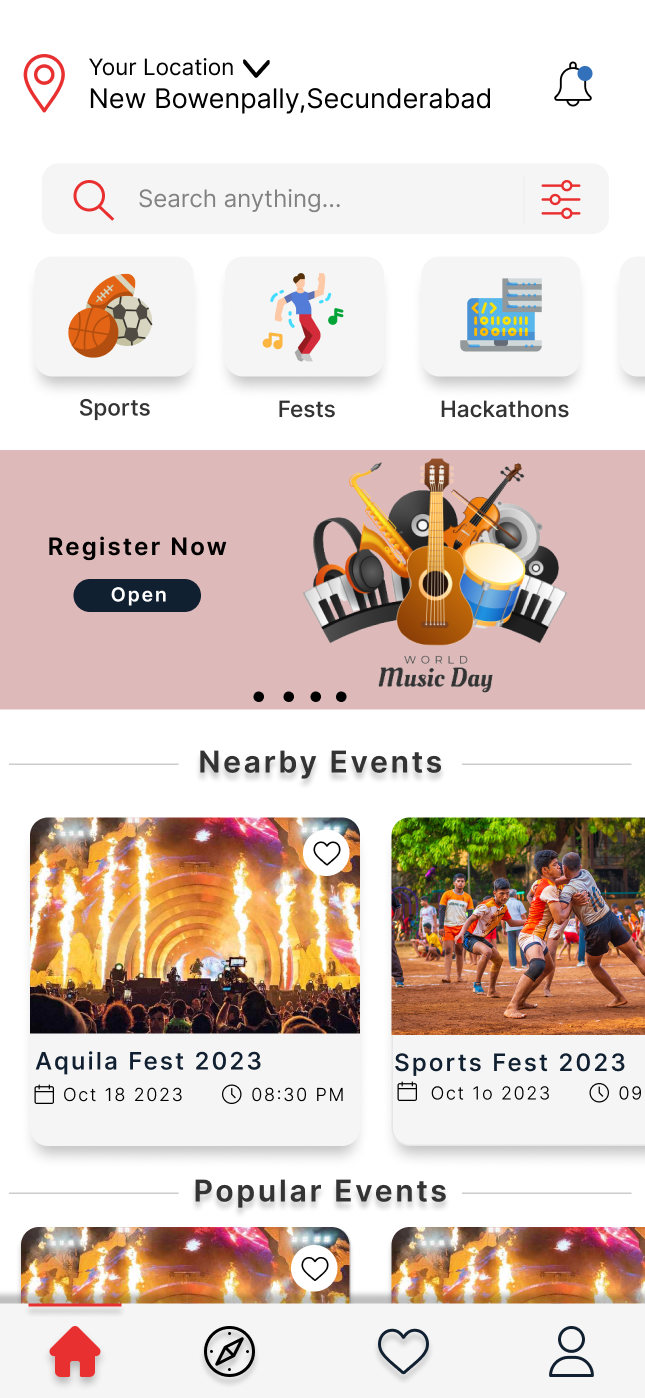 Your Location
New Bowenpally,Secunderabad
Search anything...
Sports
Fests
Hackathons
Register Now
Open
WORLD
Music Day
Nearby Events
Aquila Fest 2023
Oct 18 2023
08:30 PM
Sports Fest 2023
Oct 1o 2023
09
Popular Events